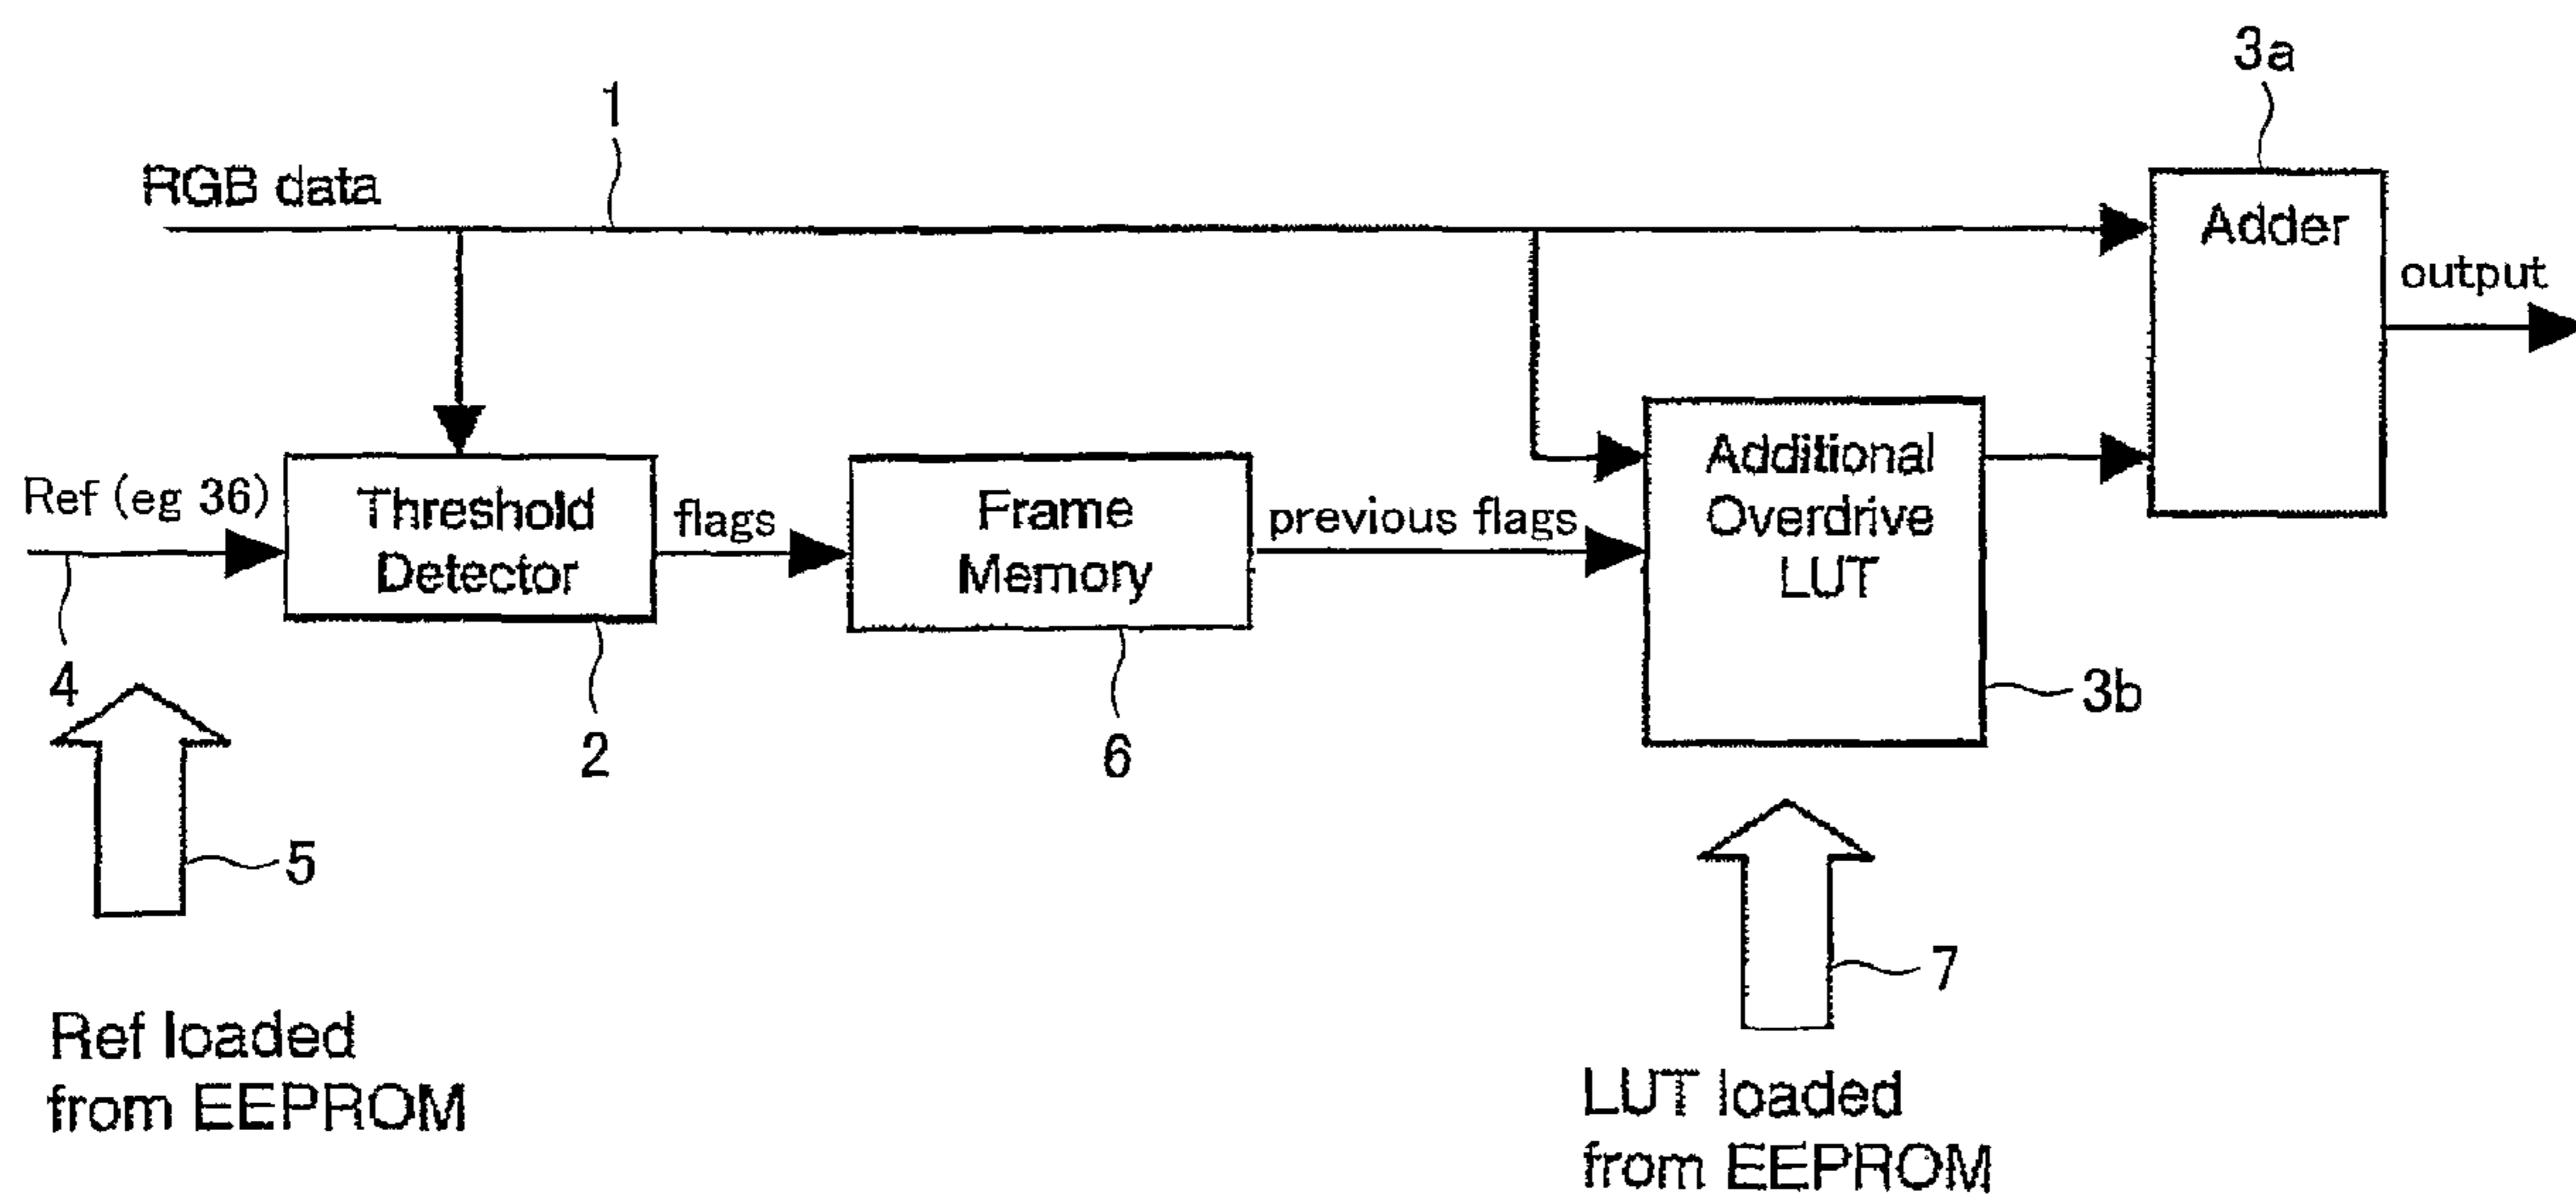 3a
1
RGB data
Adder
output
Ref (eg 36)
Threshold
Detector
flags
Frame
Memory
previous flags
Additional
Overdrive
LUT
4
2
6
3b
5
7
Ref loaded
from EEPROM
LUT loaded
from EEPROM